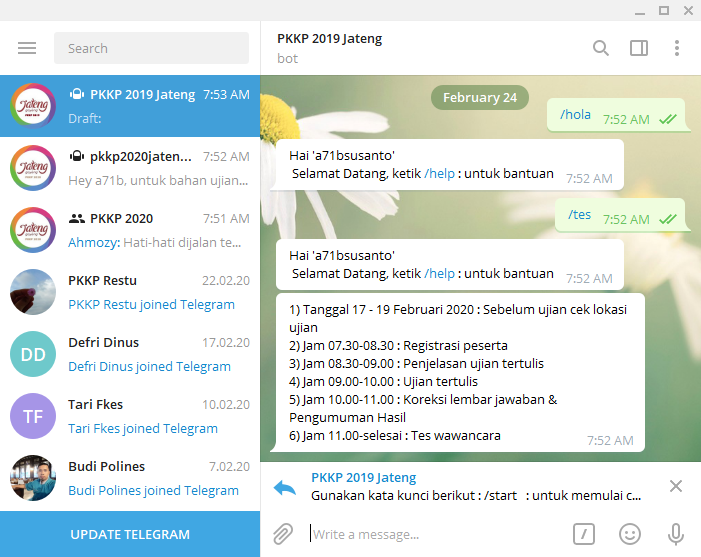 Search
PKKP 2019 Jateng
bot
PKKP 2019 Jateng 7:53 AM
Draft:
pkkp2020jaten... 7:52 AM
Hey a71b, untuk bahan ujian...
PKKP 2020 7:51 AM
Ahmozy: Hati-hati dijalan te...
PKKP Restu 22.02.20
PKKP Restu joined Telegram
DD
Defri Dinus 17.02.20
Defri Dinus joined Telegram
TF
Tari Fkes 10.02.20
Tari Fkes joined Telegram
Budi Polines 7.02.20
Budi Polines joined Telegram
UPDATE TELEGRAM
February 24
/hola 7:52 AM
Hai 'a71bsusanto'
Selamat Datang, ketik /help : untuk bantuan 7:52 AM
/tes 7:52 AM
Hai 'a71bsusanto'
Selamat Datang, ketik /help : untuk bantuan 7:52 AM
1) Tanggal 17 - 19 Februari 2020 : Sebelum ujian cek lokasi
ujian
2) Jam 07.30-08.30 : Registrasi peserta
3) Jam 08.30-09.00 : Penjelasan ujian tertulis
4) Jam 09.00-10.00 : Ujian tertulis
5) Jam 10.00-11.00 : Koreksi lembar jawaban &
Pengumuman Hasil
6) Jam 11.00-selesai : Tes wawancara 7:52 AM
PKKP 2019 Jateng
Gunakan kata kunci berikut : /start : untuk memulai c...
Write a message...
/